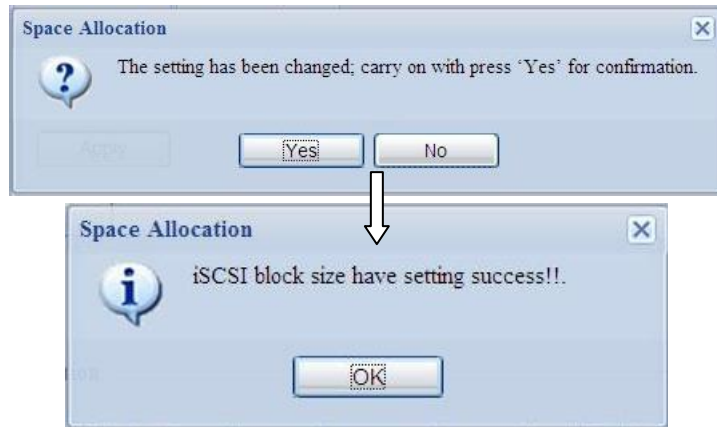 Space Allocation
The setting has been changed; carry on with press ‘Yes’ for confirmation.
Apply
Yes No
Space Allocation
iSCSI block size have setting success!!.
OK